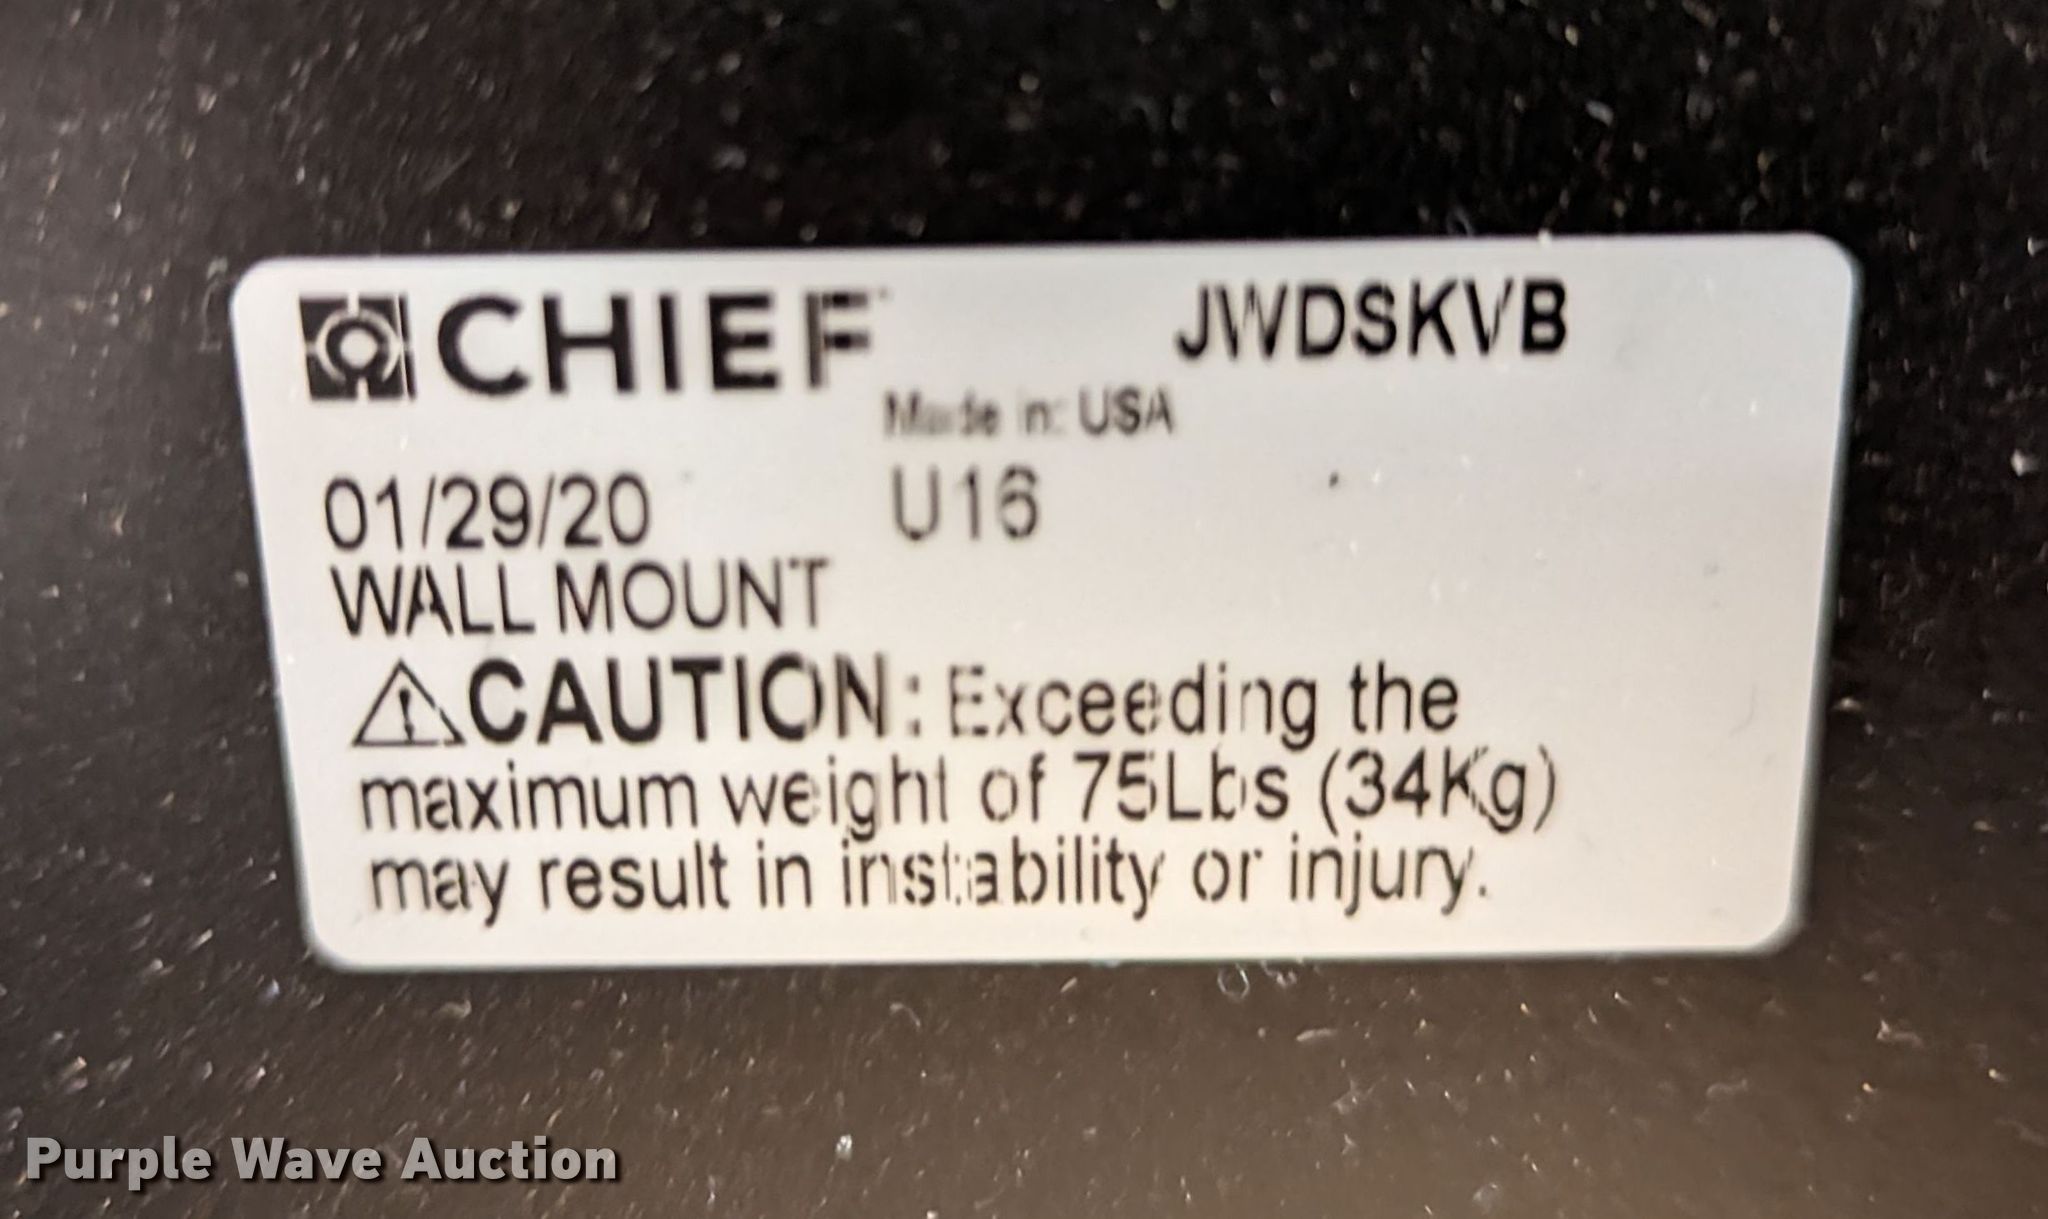 CHIEF JWDSKVB
Made in: USA
01/29/20 U16
WALL MOUNT
CAUTION: Exceeding the
maximum weight of 75Lbs (34Kg)
may result in instability or injury.
Purple Wave Auction